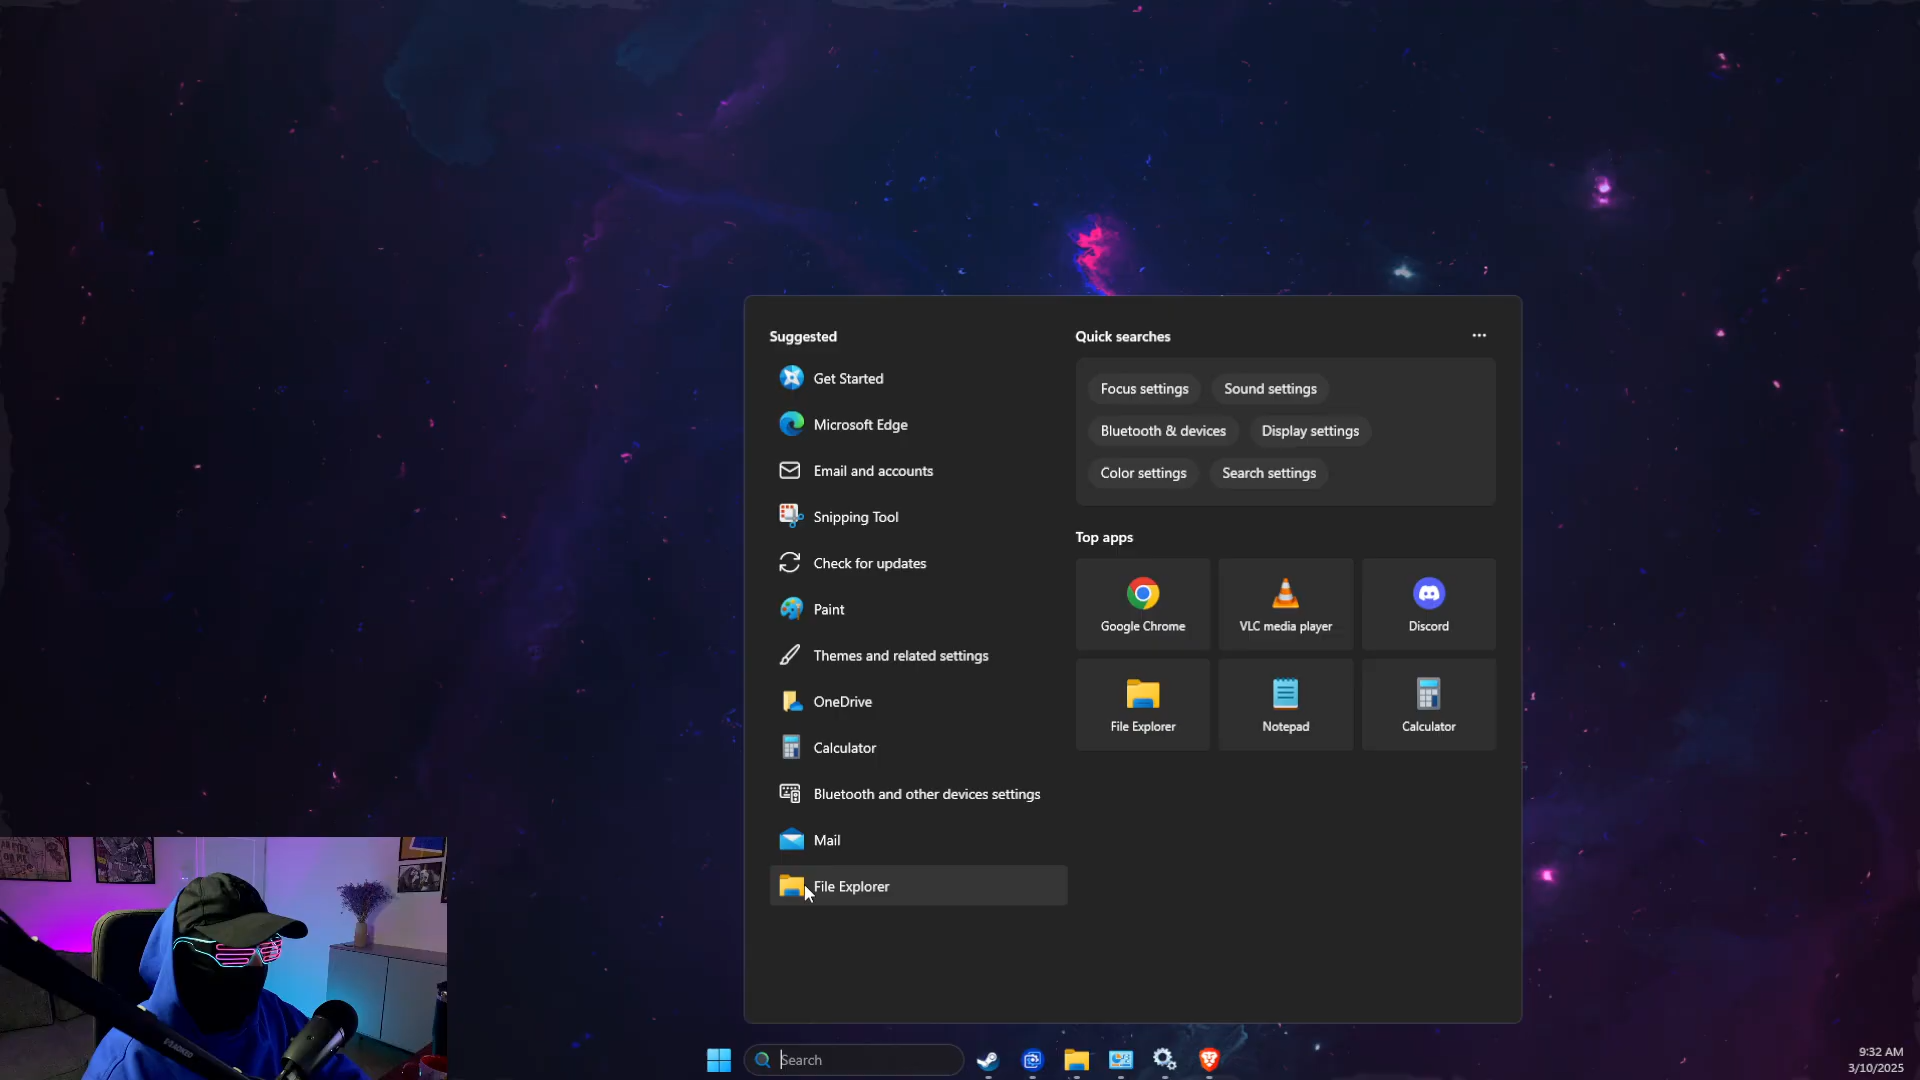 Suggested
Get Started
Microsoft Edge
Email and accounts
Snipping Tool
Check for updates
Paint
Themes and related settings
OneDrive
Calculator
Bluetooth and other devices settings
Mail
File Explorer
Quick searches
Focus settings
Sound settings
Bluetooth & devices
Display settings
Color settings
Search settings
Top apps
Google Chrome
VLC media player
Discord
File Explorer
Notepad
Calculator
Search
9:32 AM
3/10/2025